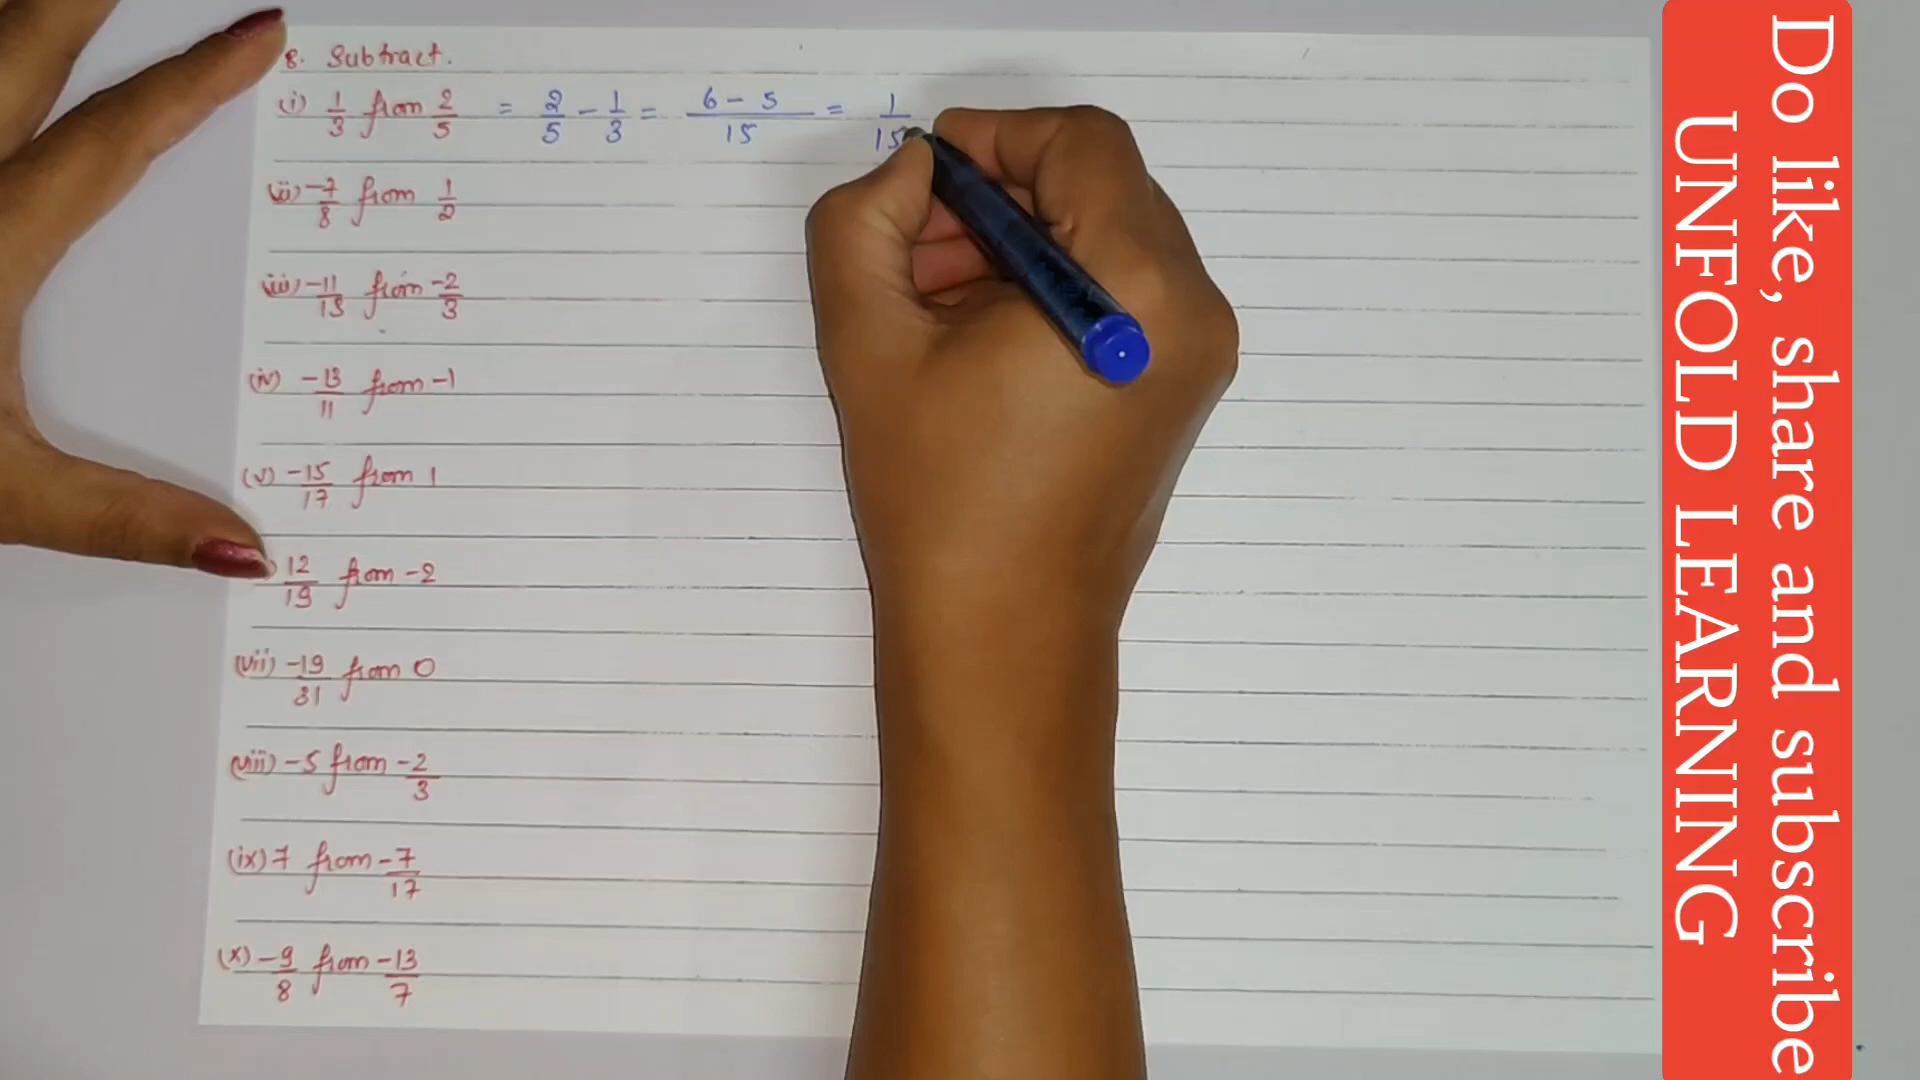 8. Subtract.
(i) 1/3 from 2/5 = 2/5 - 1/3 = 6 - 5/15 = 1/15
(ii) -7/8 from 1/2
(iii) -11/13 from -2/3
(iv) -13/11 from -1
(v) -15/17 from 1
) 12/19 from -2
(vii) -19/31 from 0
(viii) -5 from -2/3
(ix) 7 from -7/17
(x) -9/8 from -13/7
Do like, share and subscribe
UNFOLD LEARNING